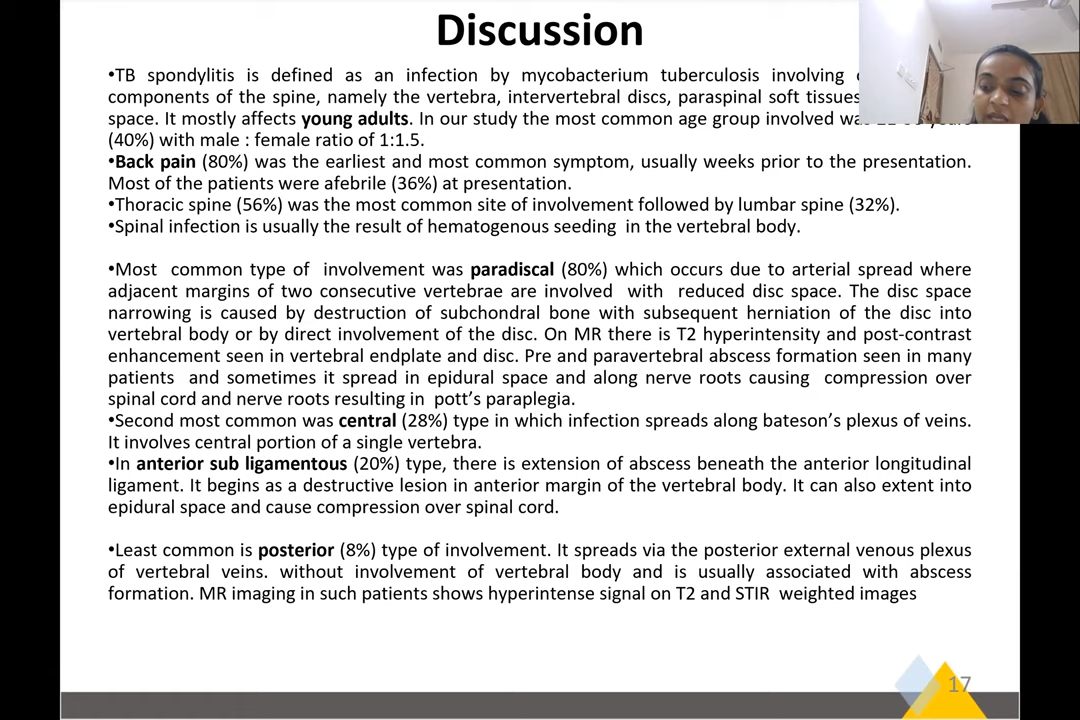 Discussion
•TB spondylitis is defined as an infection by mycobacterium tuberculosis involving
components of the spine, namely the vertebra, intervertebral discs, paraspinal soft tissues
space. It mostly affects young adults. In our study the most common age group involved was
(40%) with male : female ratio of 1:1.5.
•Back pain (80%) was the earliest and most common symptom, usually weeks prior to the presentation.
Most of the patients were afebrile (36%) at presentation.
•Thoracic spine (56%) was the most common site of involvement followed by lumbar spine (32%).
•Spinal infection is usually the result of hematogenous seeding in the vertebral body.
•Most common type of involvement was paradiscal (80%) which occurs due to arterial spread where
adjacent margins of two consecutive vertebrae are involved with reduced disc space. The disc space
narrowing is caused by destruction of subchondral bone with subsequent herniation of the disc into
vertebral body or by direct involvement of the disc. On MR there is T2 hyperintensity and post-contrast
enhancement seen in vertebral endplate and disc. Pre and paravertebral abscess formation seen in many
patients and sometimes it spread in epidural space and along nerve roots causing compression over
spinal cord and nerve roots resulting in pott’s paraplegia.
•Second most common was central (28%) type in which infection spreads along bateson’s plexus of veins.
It involves central portion of a single vertebra.
•In anterior sub ligamentous (20%) type, there is extension of abscess beneath the anterior longitudinal
ligament. It begins as a destructive lesion in anterior margin of the vertebral body. It can also extent into
epidural space and cause compression over spinal cord.
•Least common is posterior (8%) type of involvement. It spreads via the posterior external venous plexus
of vertebral veins. without involvement of vertebral body and is usually associated with abscess
formation. MR imaging in such patients shows hyperintense signal on T2 and STIR weighted images
17